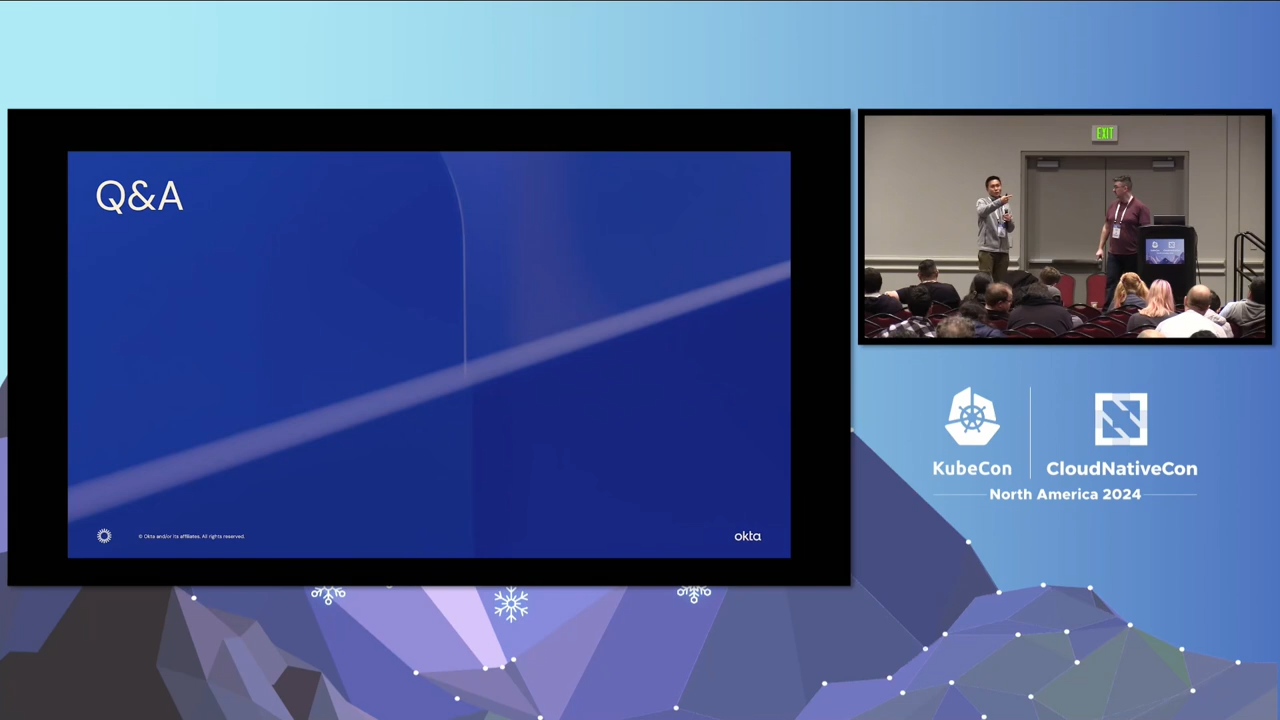 Q&A
© Okta and/or its affiliates. All rights reserved.
okta
EXIT
KubeCon
CloudNativeCon
North America 2024